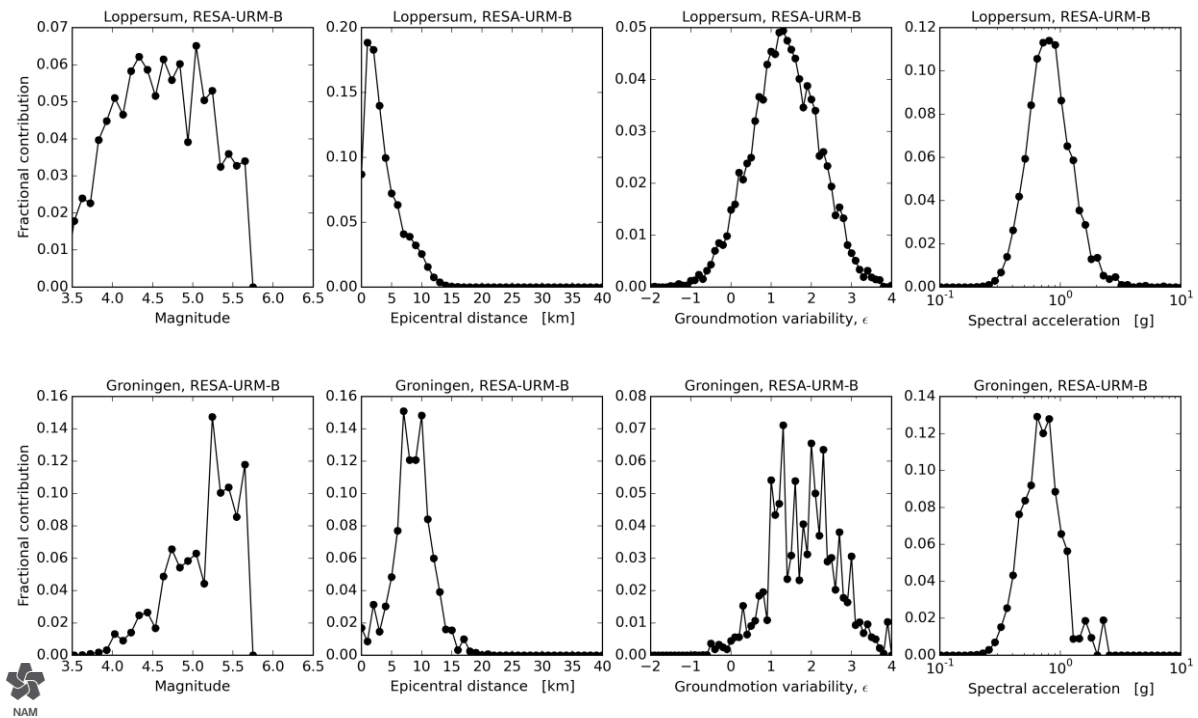 Loppersum, RESA-URM-B Loppersum, RESA-URM-B Loppersum, RESA-URM-B Loppersum, RESA-URM-B
0.07 0.20 0.05 0.12
0.06 0.10
0.05 0.15 0.04 0.08
0.04 0.10 0.03 0.06
0.03 0.02 0.04
0.02 0.05 0.01 0.02
0.01
0.00 0.00 0.00 0.00
Fractional contribution
3.5 4.0 4.5 5.0 5.5 6.0 6.5 0 5 10 15 20 25 30 35 40 −2 −1 0 1 2 3 4 10⁻¹ 10⁰ 10¹
Magnitude Epicentral distance [km] Groundmotion variability, ϵ Spectral acceleration [g]
Groningen, RESA-URM-B Groningen, RESA-URM-B Groningen, RESA-URM-B Groningen, RESA-URM-B
0.16 0.16 0.08 0.14
0.14 0.14 0.07 0.12
0.12 0.12 0.06 0.10
0.10 0.10 0.05 0.08
0.08 0.08 0.04 0.06
0.06 0.06 0.03 0.04
0.04 0.04 0.02 0.02
0.02 0.02 0.01
0.00 0.00 0.00 0.00
Fractional contribution
3.5 4.0 4.5 5.0 5.5 6.0 6.5 0 5 10 15 20 25 30 35 40 −2 −1 0 1 2 3 4 10⁻¹ 10⁰ 10¹
Magnitude Epicentral distance [km] Groundmotion variability, ϵ Spectral acceleration [g]
NAM